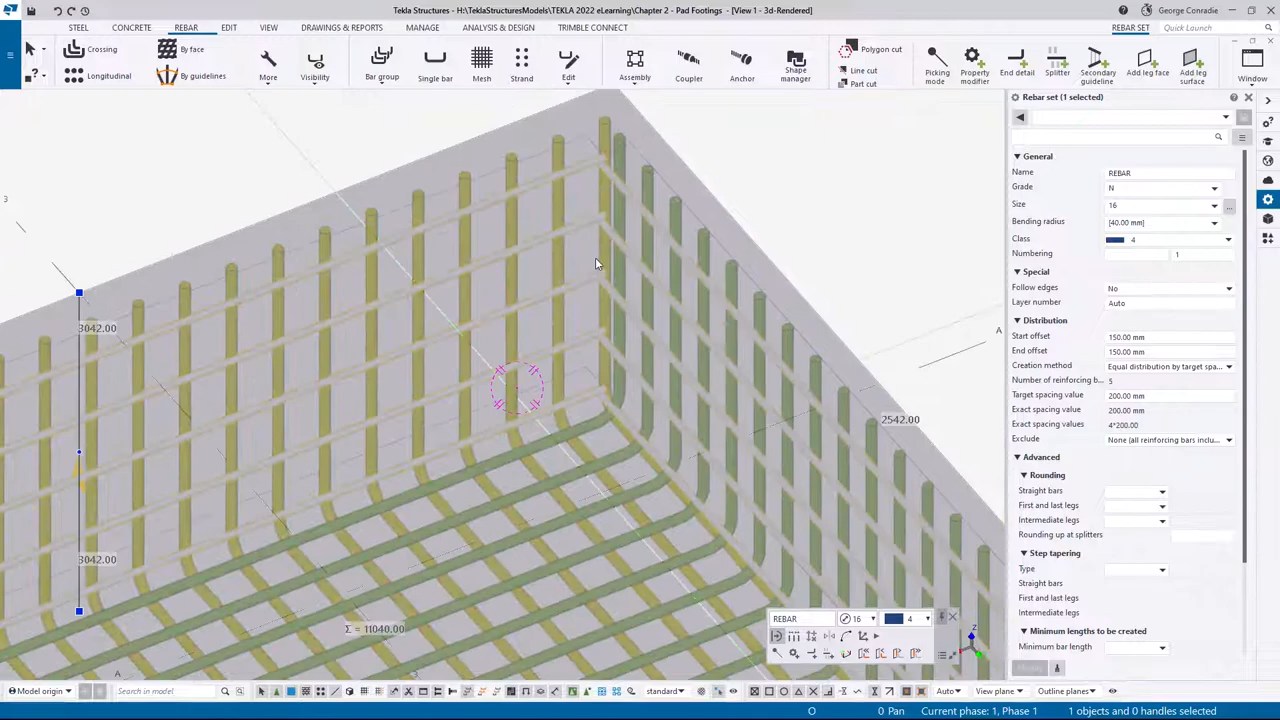 Tekla Structures - H:\TeklaStructuresModels\TEKLA 2022 eLearning\Chapter 2 - Pad Footings - [View 1 - 3d-Rendered]
George Conradie
STEEL CONCRETE REBAR EDIT VIEW DRAWINGS & REPORTS MANAGE ANALYSIS & DESIGN TRIMBLE CONNECT REBAR SET Quick Launch
Crossing
Longitudinal
By face
By guidelines
More
Visibility
Bar group
Single bar
Mesh
Strand
Edit
Assembly
Coupler
Anchor
Shape manager
Polygon cut
Line cut
Part cut
Picking mode
Property modifier
End detail
Splitter
Secondary guideline
Add leg face
Add leg surface
Window
3
3042.00
3042.00
Σ = 11040.00
2542.00
A
A
Z
REBAR 16 4
Rebar set (1 selected)
General
Name REBAR
Grade N
Size 16 ...
Bending radius [40.00 mm]
Class 4
Numbering 1
Special
Follow edges No
Layer number Auto
Distribution
Start offset 150.00 mm
End offset 150.00 mm
Creation method Equal distribution by target spa...
Number of reinforcing b... 5
Target spacing value 200.00 mm
Exact spacing value 200.00 mm
Exact spacing values 4*200.00
Exclude None (all reinforcing bars inclu...
Advanced
Rounding
Straight bars
First and last legs
Intermediate legs
Rounding up at splitters
Step tapering
Type
Straight bars
First and last legs
Intermediate legs
Minimum lengths to be created
Minimum bar length
Model origin Search in model standard Auto View plane Outline planes
O 0 Pan Current phase: 1, Phase 1 1 objects and 0 handles selected